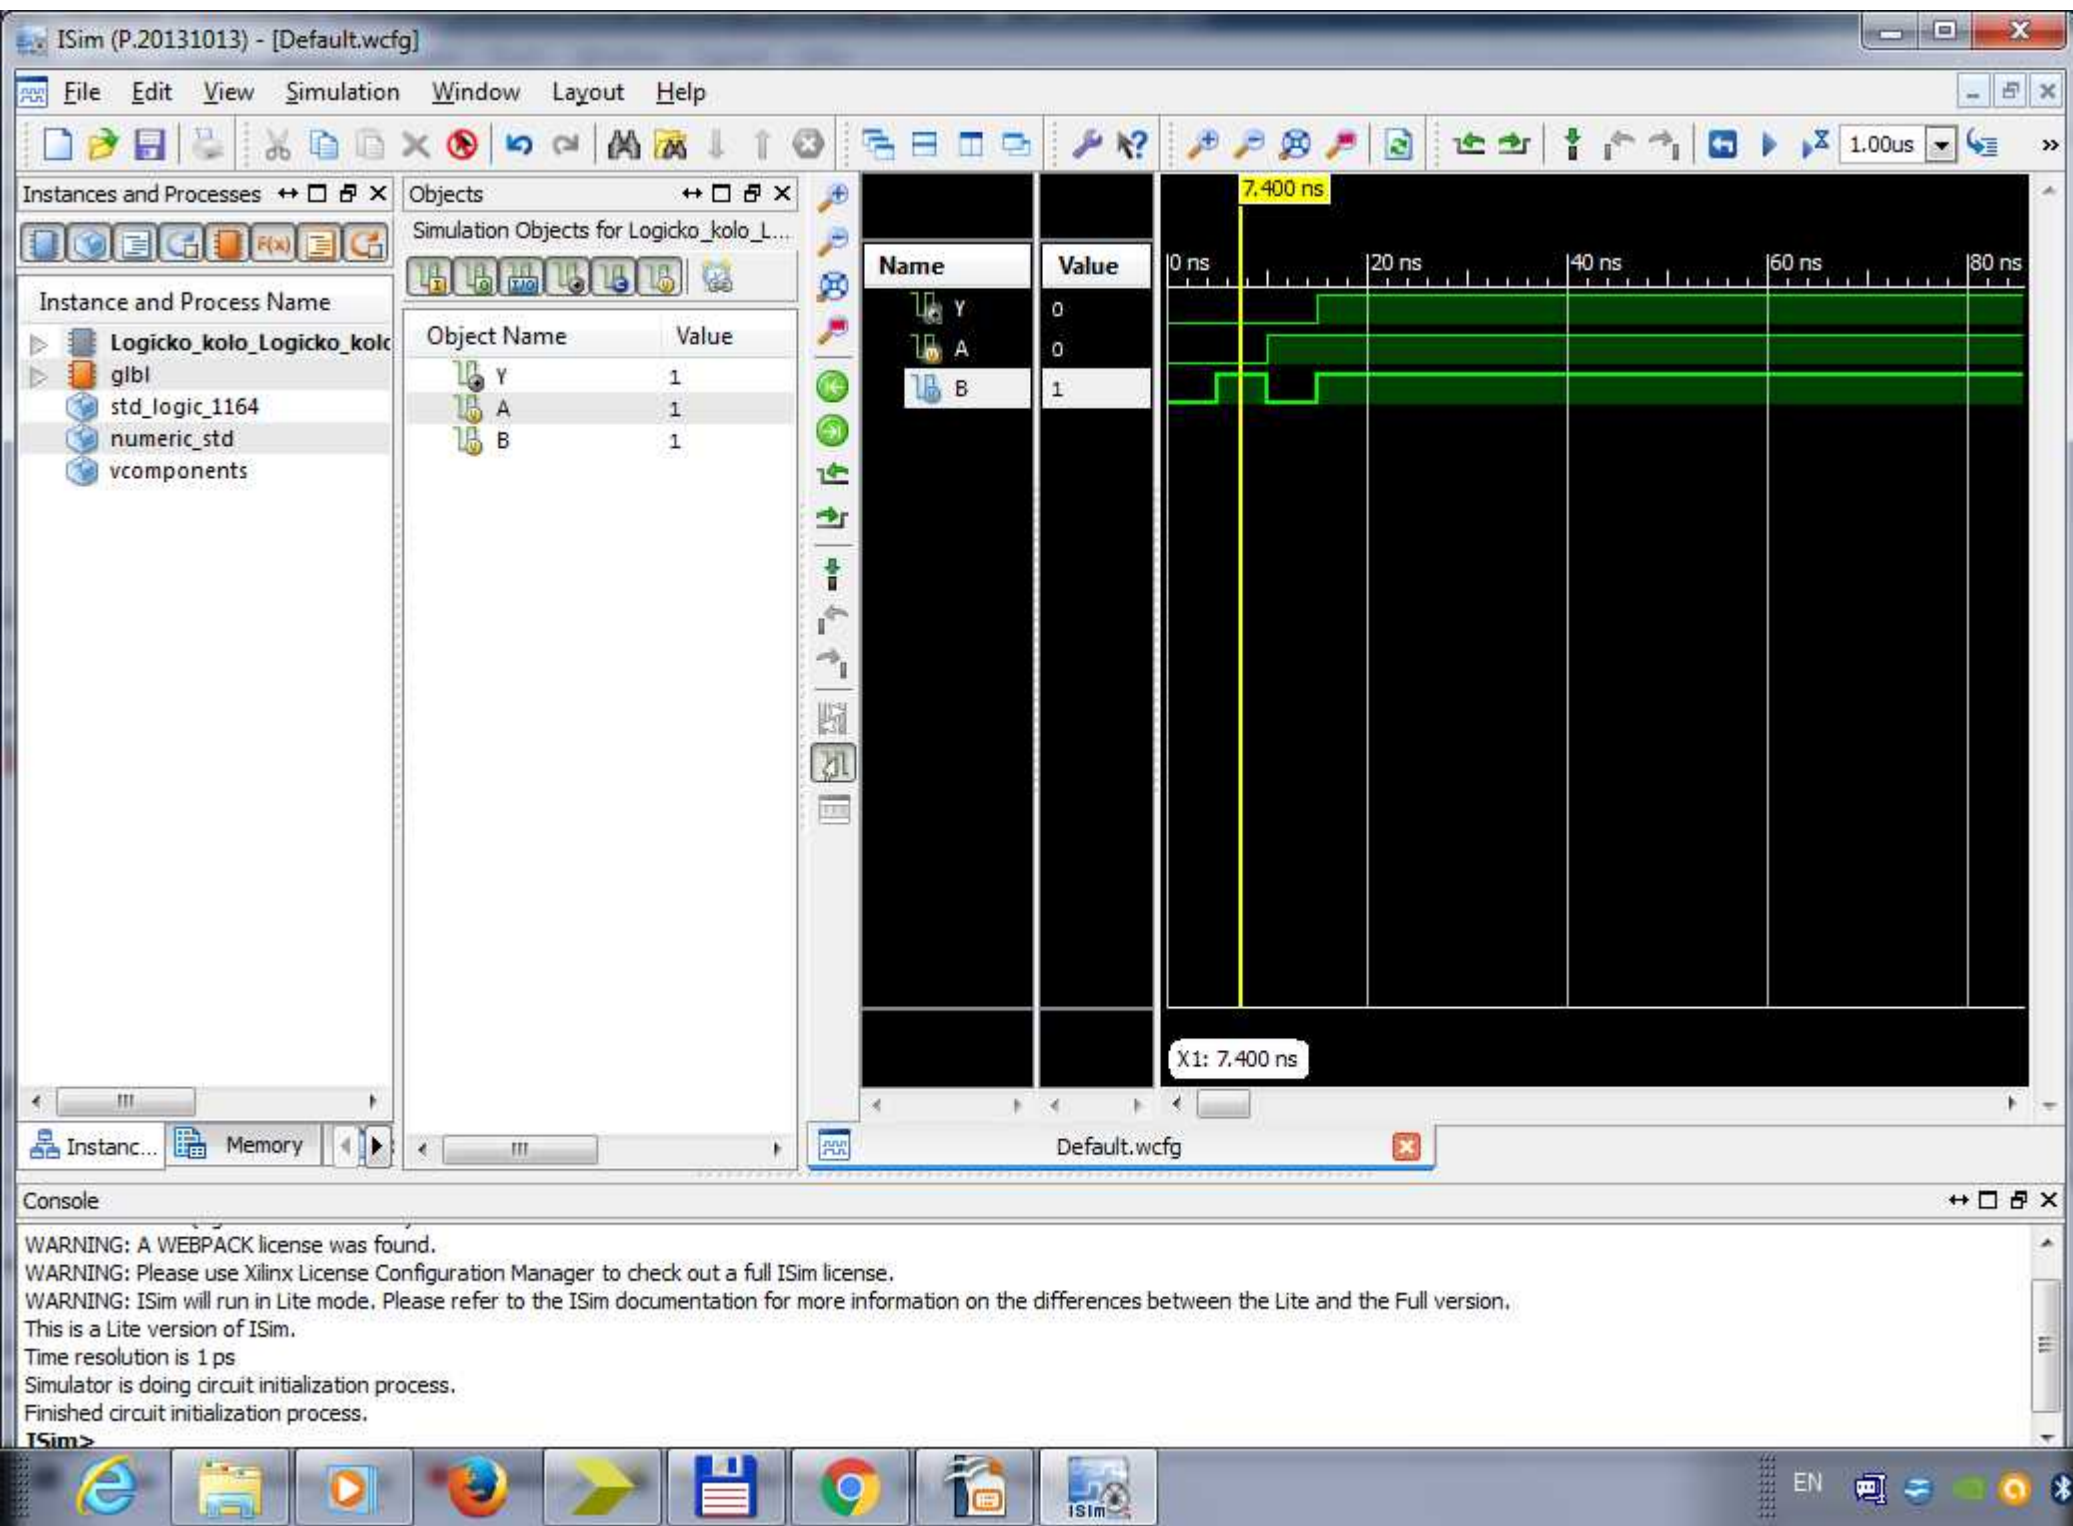 ISim (P.20131013) - [Default.wcfg]
File Edit View Simulation Window Layout Help
1.00us
Instances and Processes
F(x)
Instance and Process Name
Logicko_kolo_Logicko_kolo
glbl
std_logic_1164
numeric_std
vcomponents
Instanc... Memory
Objects
Simulation Objects for Logicko_kolo_L...
Object Name Value
Y 1
A 1
B 1
Name Value
Y 0
A 0
B 1
7.400 ns
0 ns 20 ns 40 ns 60 ns 80 ns
X1: 7.400 ns
Default.wcfg
Console
WARNING: A WEBPACK license was found.
WARNING: Please use Xilinx License Configuration Manager to check out a full ISim license.
WARNING: ISim will run in Lite mode. Please refer to the ISim documentation for more information on the differences between the Lite and the Full version.
This is a Lite version of ISim.
Time resolution is 1 ps
Simulator is doing circuit initialization process.
Finished circuit initialization process.
ISim>
ISim
EN